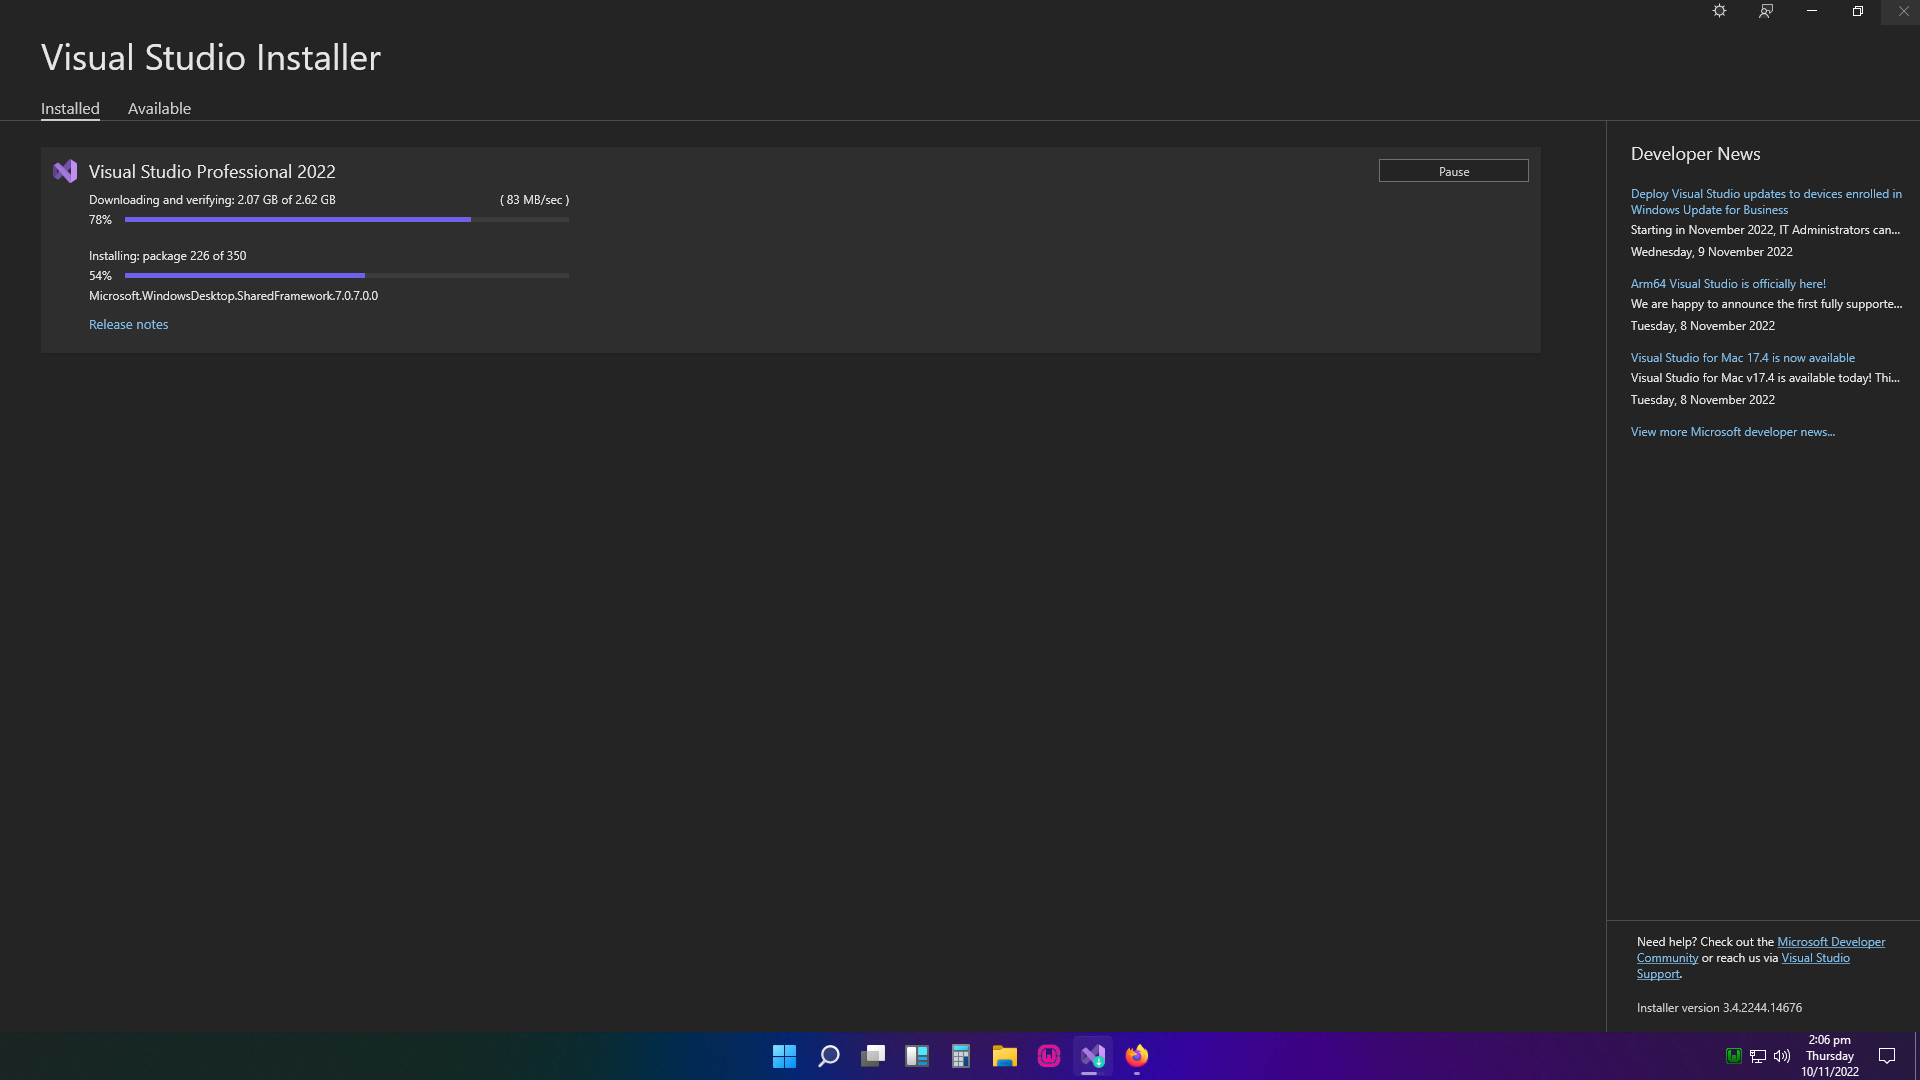 Visual Studio Installer
Installed
Available
Visual Studio Professional 2022
Pause
Downloading and verifying: 2.07 GB of 2.62 GB
( 83 MB/sec )
78%
Installing: package 226 of 350
54%
Microsoft.WindowsDesktop.SharedFramework.7.0.7.0.0
Release notes
Developer News
Deploy Visual Studio updates to devices enrolled in
Windows Update for Business
Starting in November 2022, IT Administrators can...
Wednesday, 9 November 2022
Arm64 Visual Studio is officially here!
We are happy to announce the first fully supporte...
Tuesday, 8 November 2022
Visual Studio for Mac 17.4 is now available
Visual Studio for Mac v17.4 is available today! Thi...
Tuesday, 8 November 2022
View more Microsoft developer news...
Need help? Check out the Microsoft Developer
Community or reach us via Visual Studio
Support.
Installer version 3.4.2244.14676
2:06 pm
Thursday
10/11/2022